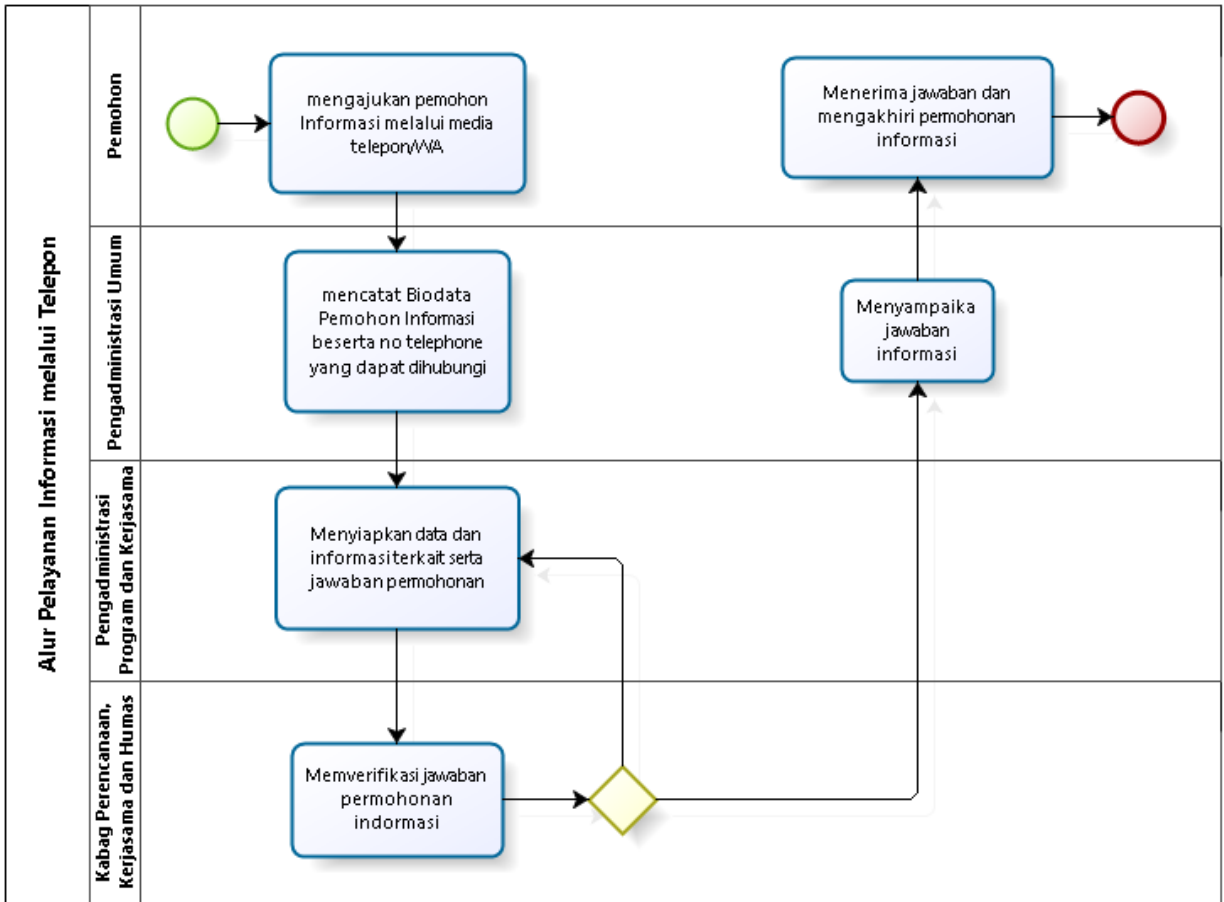 Alur Pelayanan Informasi melalui Telepon
Pemohon
mengajukan pemohon
Informasi melalui media
telepon/WA
Menerima jawaban dan
mengakhiri permohonan
informasi
Pengadministrasi Umum
mencatat Biodata
Pemohon Informasi
beserta no telephone
yang dapat dihubungi
Menyampaika
jawaban
informasi
Pengadministrasi
Program dan Kerjasama
Menyiapkan data dan
informasi terkait serta
jawaban permohonan
Kabag Perencanaan,
Kerjasama dan Humas
Memverifikasi jawaban
permohonan
indormasi